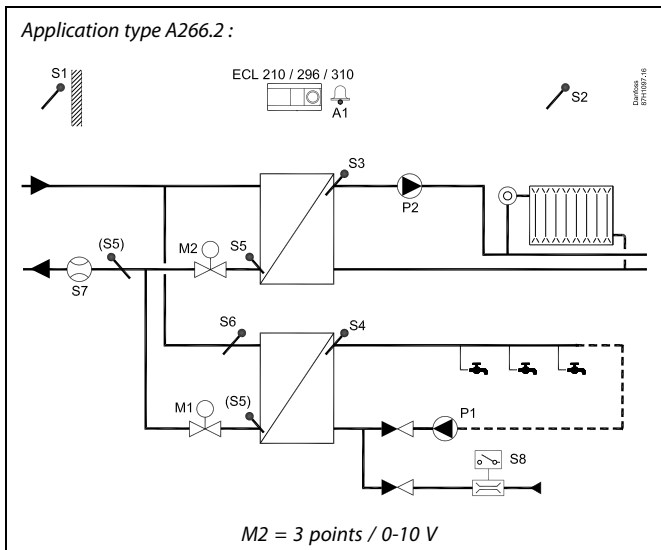 Application type A266.2 :
S1
ECL 210 / 296 / 310
A1
S2
Danfoss
87H1097.16
S3
P2
(S5)
M2
S5
S7
S6
S4
M1
(S5)
P1
S8
M2 = 3 points / 0-10 V